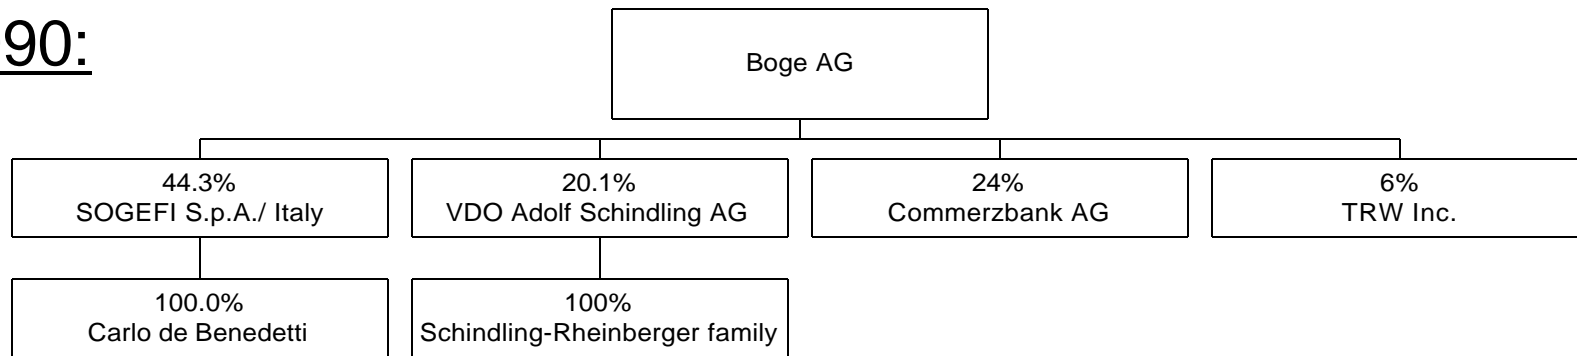 90:
Boge AG
44.3%
SOGEFI S.p.A./ Italy
20.1%
VDO Adolf Schindling AG
24%
Commerzbank AG
6%
TRW Inc.
100.0%
Carlo de Benedetti
100%
Schindling-Rheinberger family